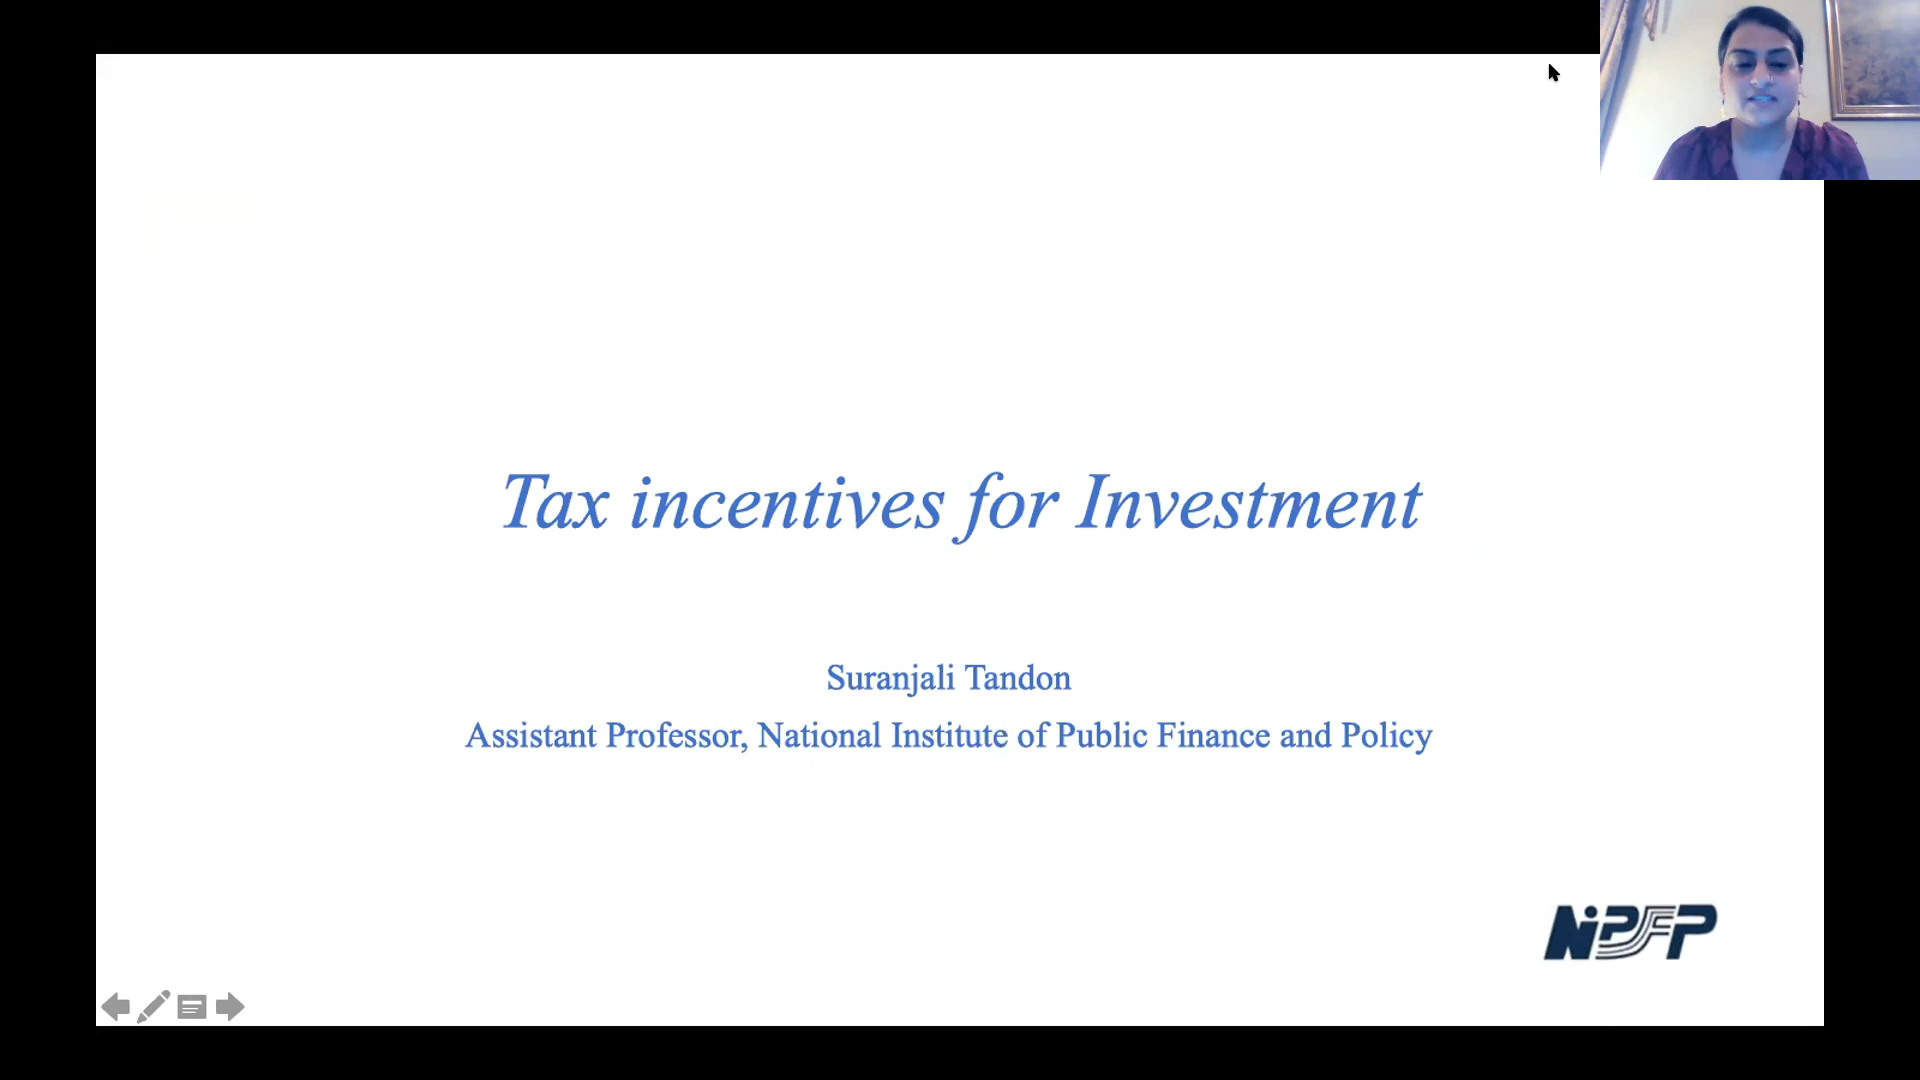 Tax incentives for Investment
Suranjali Tandon
Assistant Professor, National Institute of Public Finance and Policy
NIPFP